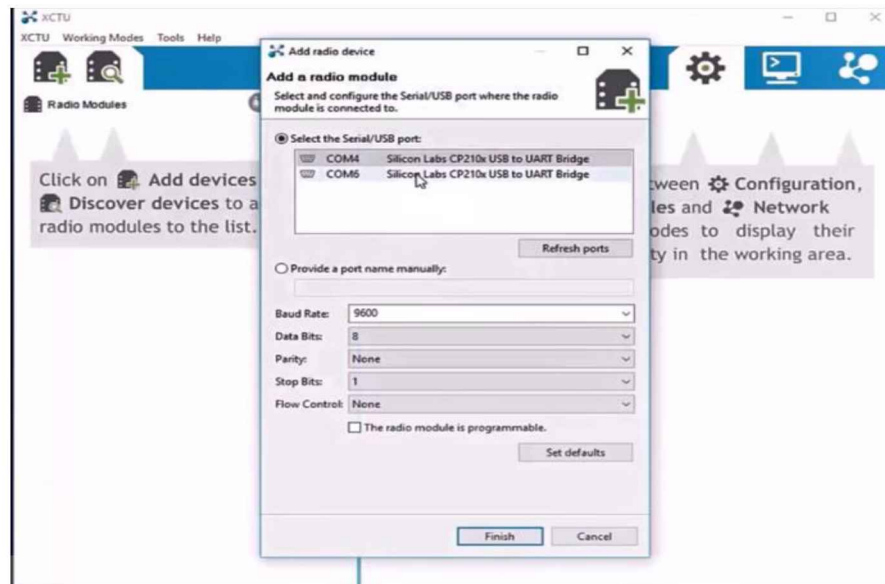 XCTU
XCTU Working Modes Tools Help
Add radio device
Add a radio module
Select and configure the Serial/USB port where the radio
module is connected to.
Radio Modules
Select the Serial/USB port:
COM4 Silicon Labs CP210x USB to UART Bridge
COM6 Silicon Labs CP210x USB to UART Bridge
Refresh ports
Provide a port name manually:
Baud Rate: 9600
Data Bits: 8
Parity: None
Stop Bits: 1
Flow Control: None
The radio module is programmable.
Set defaults
Finish Cancel
Click on Add devices
Discover devices to a
radio modules to the list.
tween Configuration,
les and Network
odes to display their
ty in the working area.